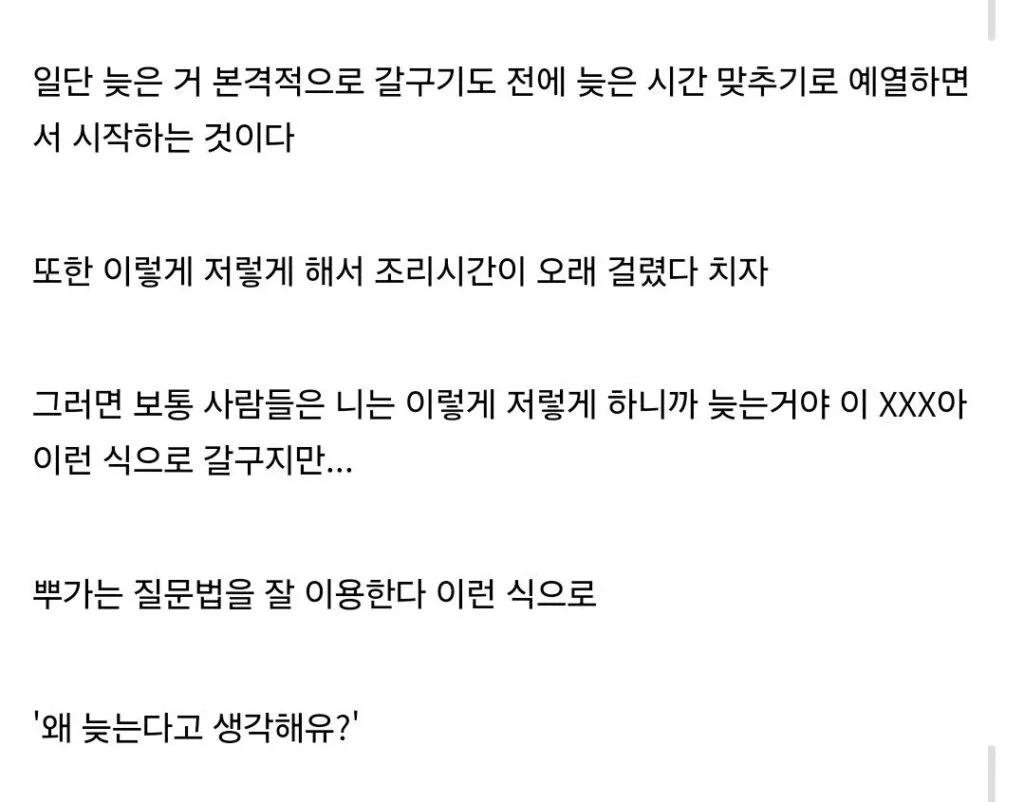 일단 늦은 거 본격적으로 갈구기도 전에 늦은 시간 맞추기로 예열하면
서 시작하는 것이다
또한 이렇게 저렇게 해서 조리시간이 오래 걸렸다 치자
그러면 보통 사람들은 니는 이렇게 저렇게 하니까 늦는거야 이 XXX아
이런 식으로 갈구지만...
뿌가는 질문법을 잘 이용한다 이런 식으로
'왜 늦는다고 생각해유?'